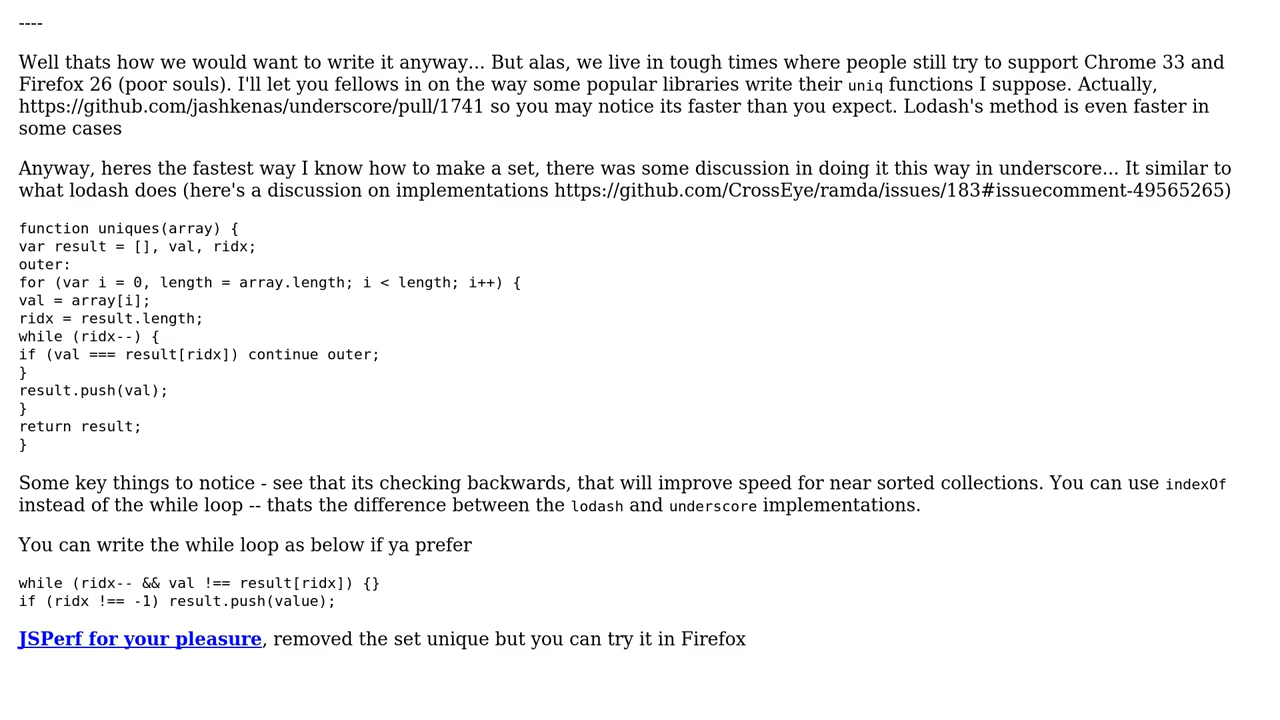 ----
Well thats how we would want to write it anyway... But alas, we live in tough times where people still try to support Chrome 33 and
Firefox 26 (poor souls). I'll let you fellows in on the way some popular libraries write their uniq functions I suppose. Actually,
https://github.com/jashkenas/underscore/pull/1741 so you may notice its faster than you expect. Lodash's method is even faster in
some cases
Anyway, heres the fastest way I know how to make a set, there was some discussion in doing it this way in underscore... It similar to
what lodash does (here's a discussion on implementations https://github.com/CrossEye/ramda/issues/183#issuecomment-49565265)
function uniques(array) {
var result = [], val, ridx;
outer:
for (var i = 0, length = array.length; i < length; i++) {
val = array[i];
ridx = result.length;
while (ridx--) {
if (val === result[ridx]) continue outer;
}
result.push(val);
}
return result;
}
Some key things to notice - see that its checking backwards, that will improve speed for near sorted collections. You can use indexOf
instead of the while loop -- thats the difference between the lodash and underscore implementations.
You can write the while loop as below if ya prefer
while (ridx-- && val !== result[ridx]) {}
if (ridx !== -1) result.push(value);
JSPerf for your pleasure, removed the set unique but you can try it in Firefox